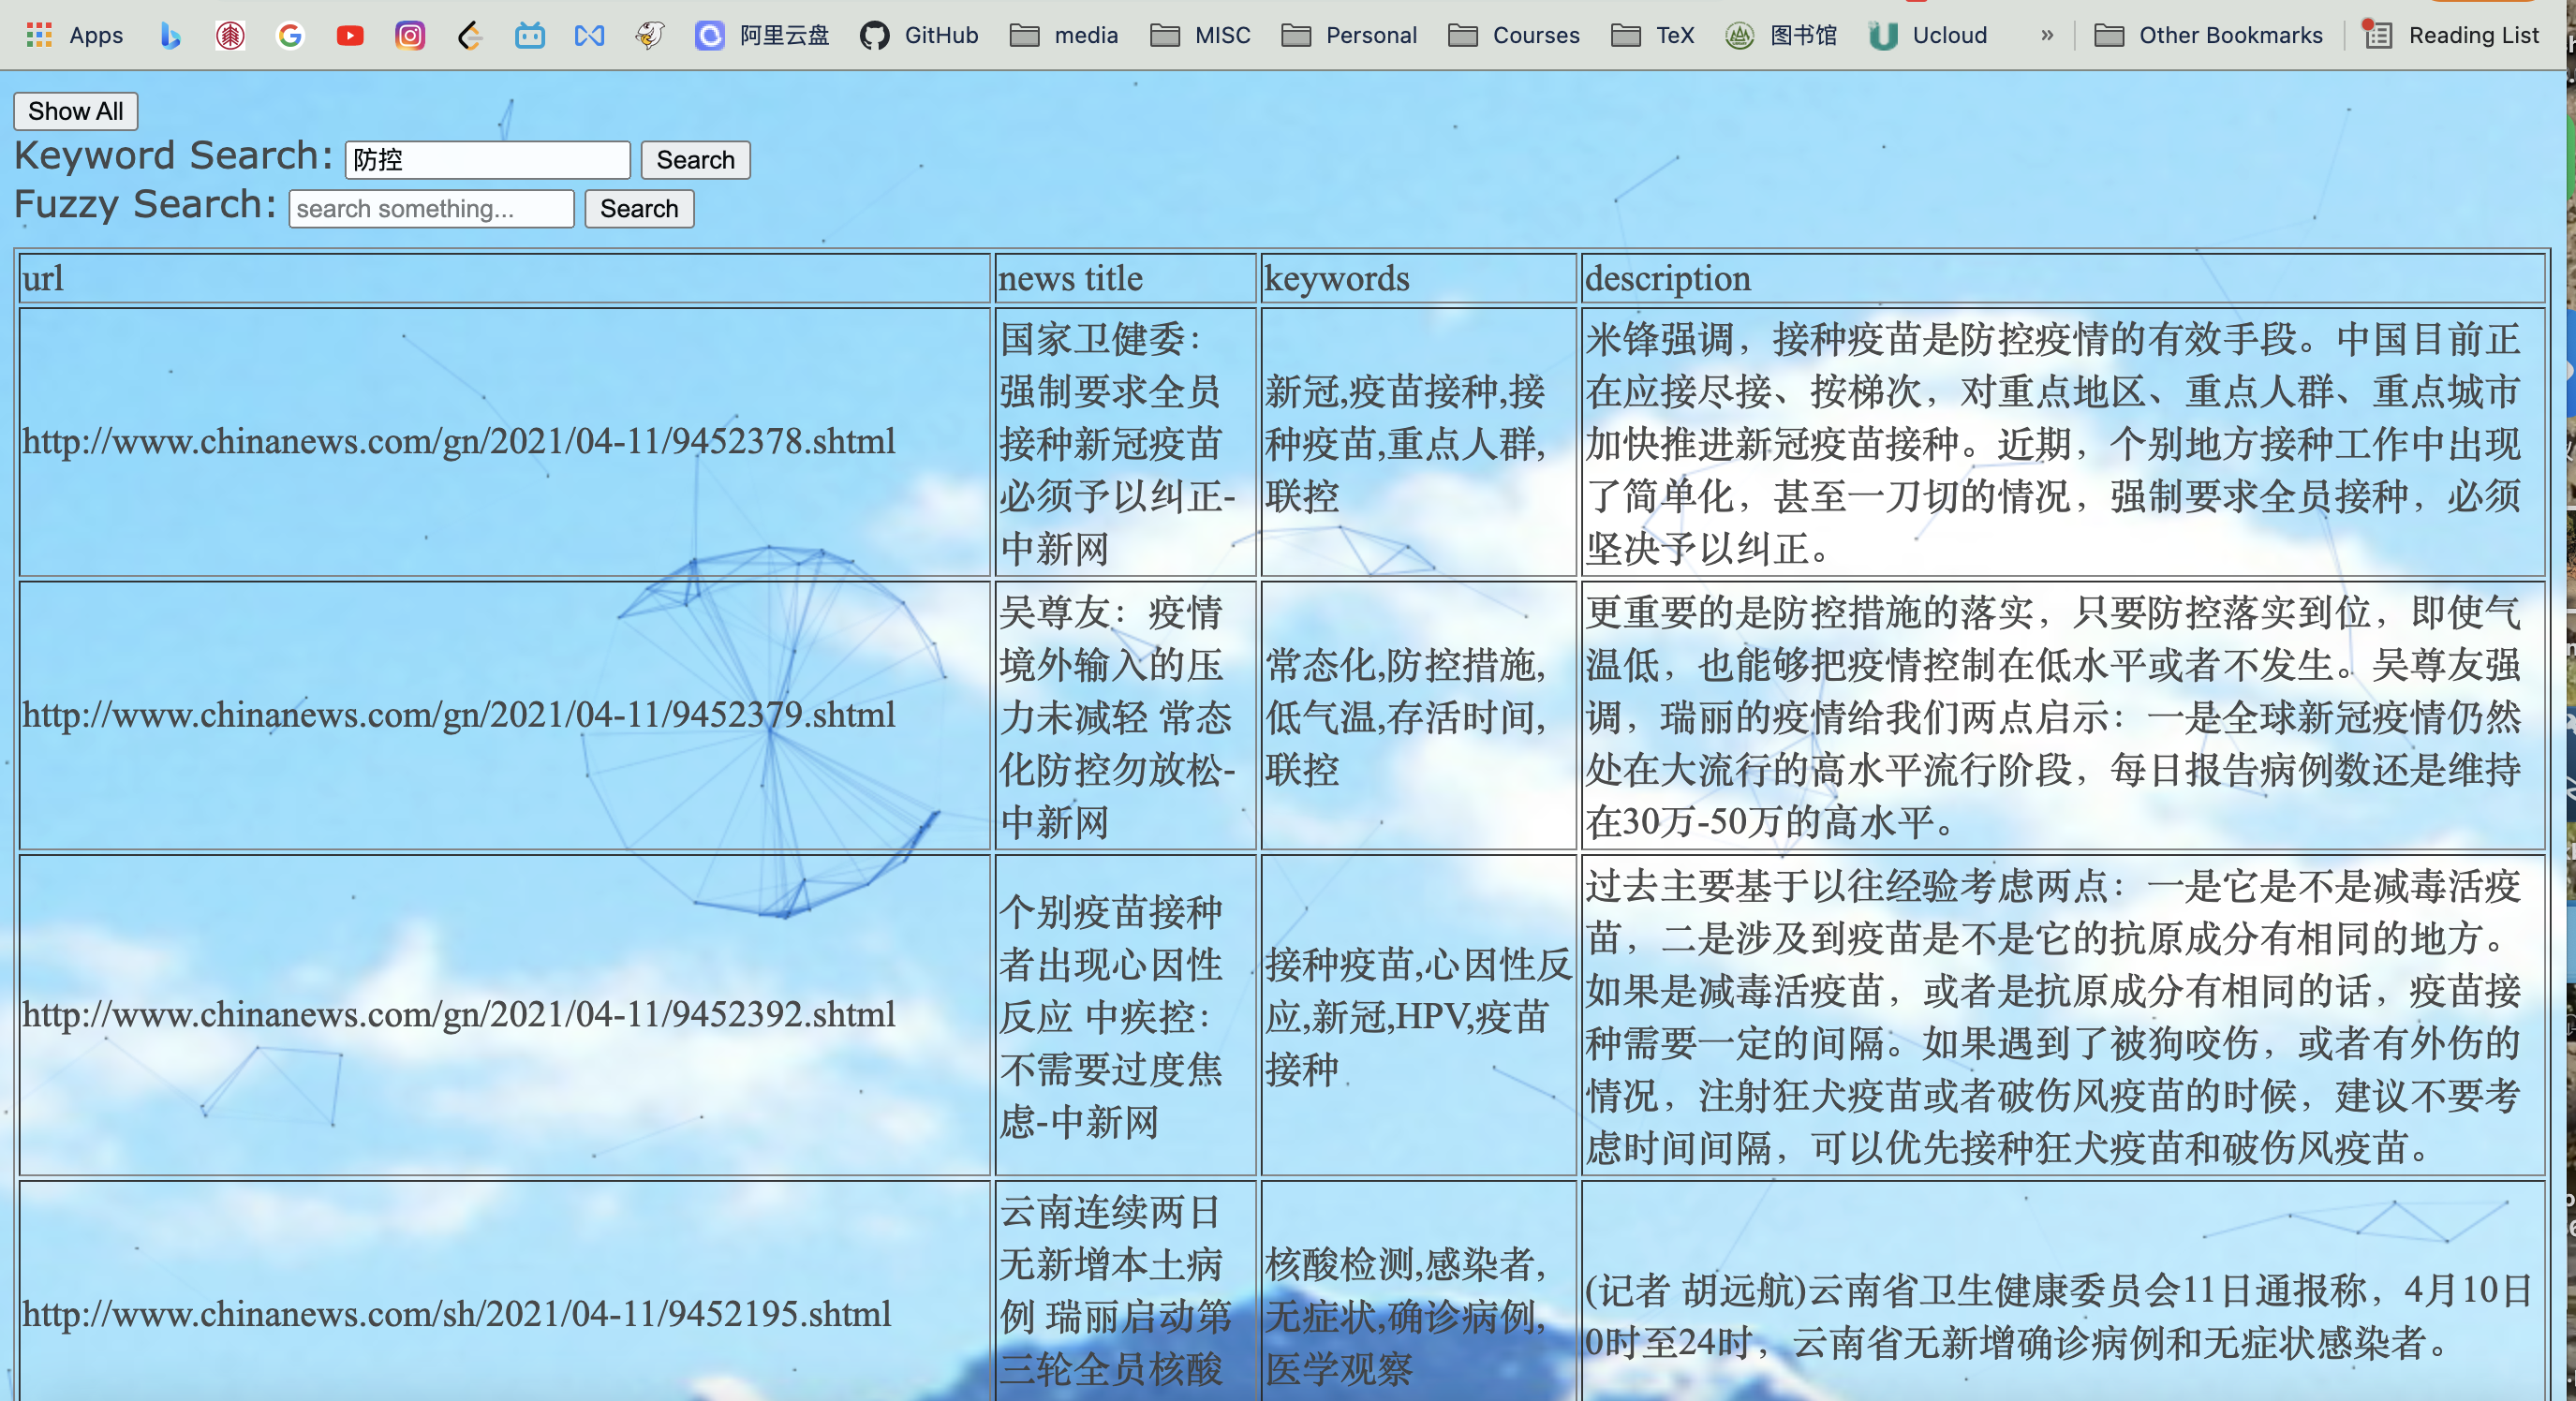 Apps 阿里云盘 GitHub media MISC Personal Courses TeX 图书馆 Ucloud » Other Bookmarks Reading List
Show All
Keyword Search: 防控 Search
Fuzzy Search: search something... Search
url news title keywords description
http://www.chinanews.com/gn/2021/04-11/9452378.shtml
国家卫健委：
强制要求全员
接种新冠疫苗
必须予以纠正-
中新网
新冠,疫苗接种,接
种疫苗,重点人群,
联控
米锋强调，接种疫苗是防控疫情的有效手段。中国目前正
在应接尽接、按梯次，对重点地区、重点人群、重点城市
加快推进新冠疫苗接种。近期，个别地方接种工作中出现
了简单化，甚至一刀切的情况，强制要求全员接种，必须
坚决予以纠正。
http://www.chinanews.com/gn/2021/04-11/9452379.shtml
吴尊友：疫情
境外输入的压
力未减轻 常态
化防控勿放松-
中新网
常态化,防控措施,
低气温,存活时间,
联控
更重要的是防控措施的落实，只要防控落实到位，即使气
温低，也能够把疫情控制在低水平或者不发生。吴尊友强
调，瑞丽的疫情给我们两点启示：一是全球新冠疫情仍然
处在大流行的高水平流行阶段，每日报告病例数还是维持
在30万-50万的高水平。
http://www.chinanews.com/gn/2021/04-11/9452392.shtml
个别疫苗接种
者出现心因性
反应 中疾控：
不需要过度焦
虑-中新网
接种疫苗,心因性反
应,新冠,HPV,疫苗
接种
过去主要基于以往经验考虑两点：一是它是不是减毒活疫
苗，二是涉及到疫苗是不是它的抗原成分有相同的地方。
如果是减毒活疫苗，或者是抗原成分有相同的话，疫苗接
种需要一定的间隔。如果遇到了被狗咬伤，或者有外伤的
情况，注射狂犬疫苗或者破伤风疫苗的时候，建议不要考
虑时间间隔，可以优先接种狂犬疫苗和破伤风疫苗。
http://www.chinanews.com/sh/2021/04-11/9452195.shtml
云南连续两日
无新增本土病
例 瑞丽启动第
三轮全员核酸
核酸检测,感染者,
无症状,确诊病例,
医学观察
(记者 胡远航)云南省卫生健康委员会11日通报称，4月10日
0时至24时，云南省无新增确诊病例和无症状感染者。